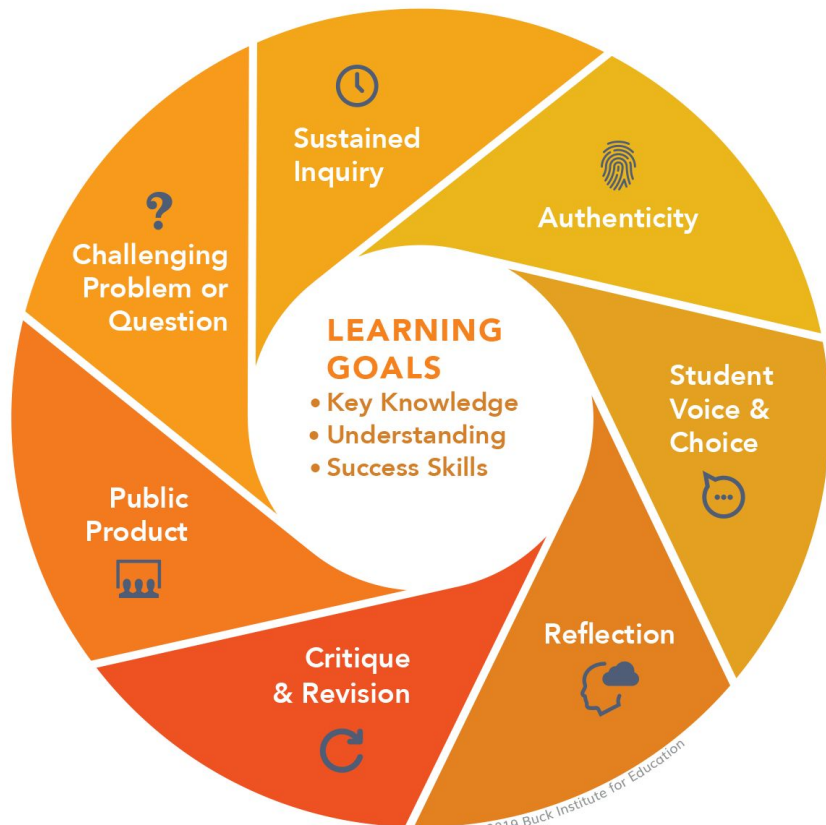 Sustained
Inquiry
Authenticity
?
Challenging
Problem or
Question
LEARNING
GOALS
• Key Knowledge
• Understanding
• Success Skills
Student
Voice &
Choice
Public
Product
Reflection
Critique
& Revision
2019 Buck Institute for Education